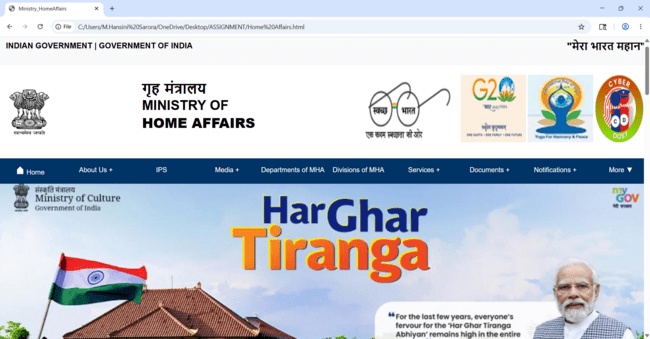 Ministry_HomeAffairs
File C:/Users/M.Hansini%20Sarora/OneDrive/Desktop/ASSIGNMENT/Home%20Affairs.html
INDIAN GOVERNMENT | GOVERNMENT OF INDIA
"मेरा भारत महान"
गृह मंत्रालय
MINISTRY OF
HOME AFFAIRS
सत्यमेव जयते
स्वच्छ भारत
एक कदम स्वच्छता की ओर
G20
वसुधैव कुटुम्बकम्
ONE EARTH • ONE FAMILY • ONE FUTURE
Yoga For Harmony & Peace
CYBER
DOST
Home
About Us +
IPS
Media +
Departments of MHA
Divisions of MHA
Services +
Documents +
Notifications +
More ▼
संस्कृति मंत्रालय
Ministry of Culture
Government of India
my
GOV
मेरी सरकार
Har Ghar
Tiranga
"For the last few years, everyone's
fervour for the 'Har Ghar Tiranga
Abhiyan' remains high in the entire